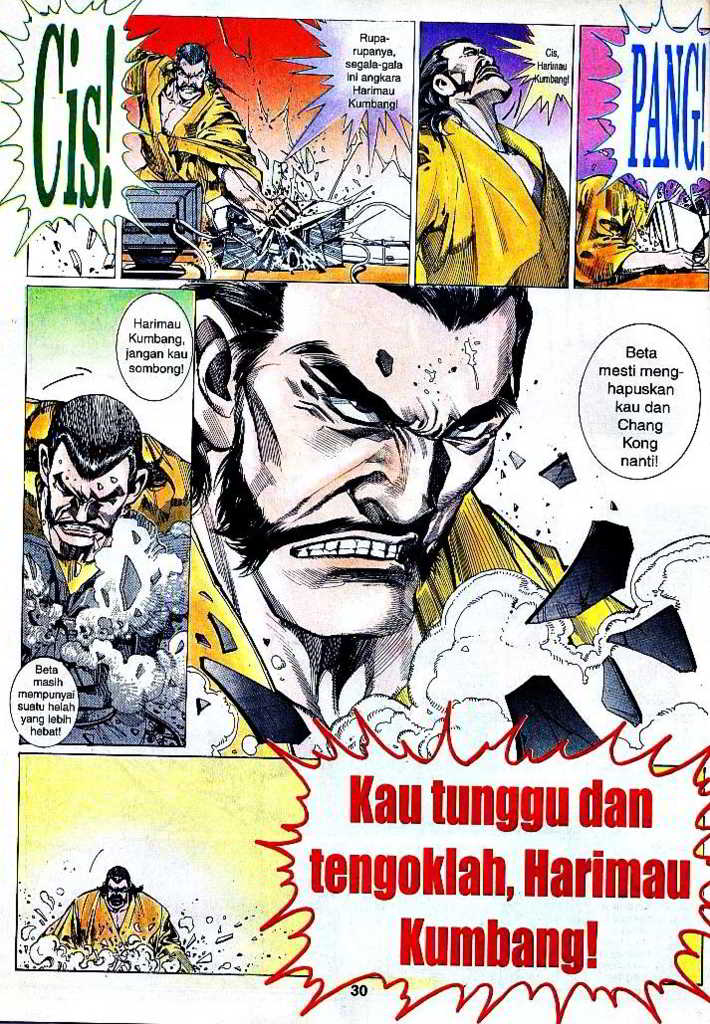 Cis!
Rupa-
rupanya,
segala-gala
ini angkara
Harimau
Kumbang!
Cis,
Harimau
Kumbang!
PANG!
Harimau
Kumbang,
jangan kau
sombong!
Beta
mesti meng-
hapuskan
kau dan
Chang
Kong
nanti!
Beta
masih
mempunyai
suatu helah
yang lebih
hebat!
Kau tunggu dan
tengoklah, Harimau
Kumbang!
30